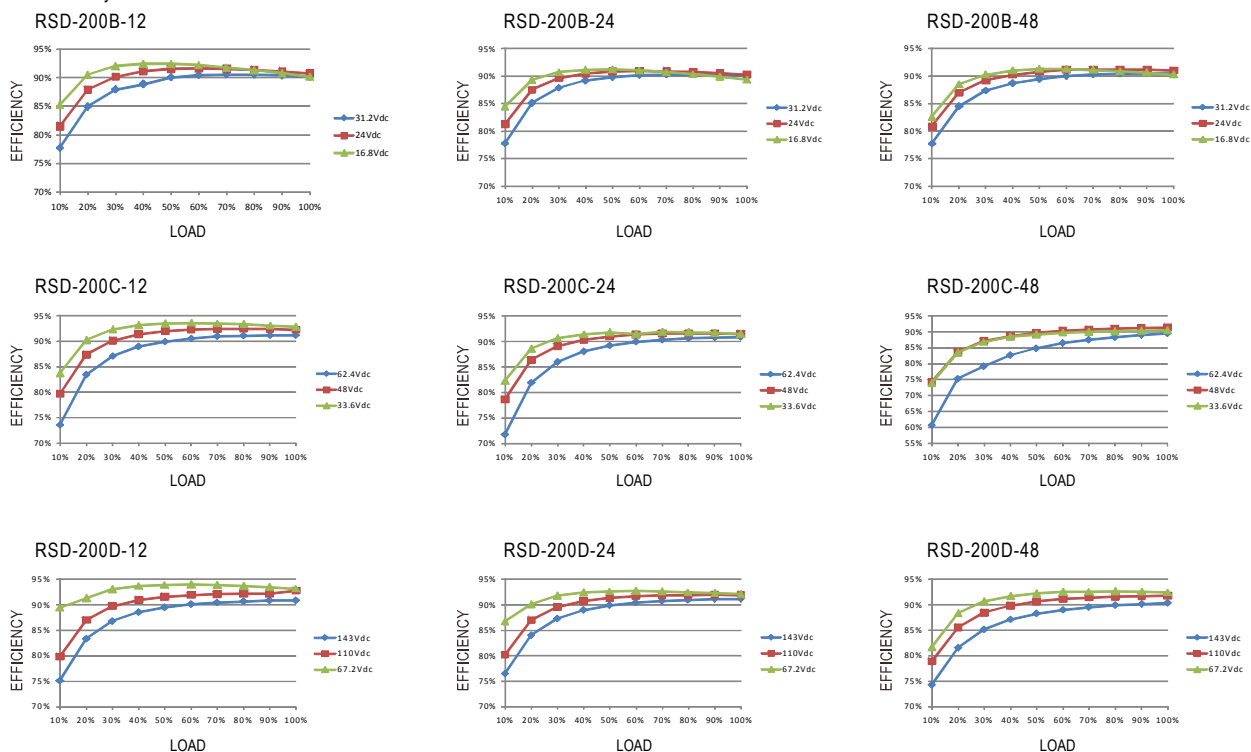 RSD-200B-12
95%
90%
85%
80%
75%
70%
10% 20% 30% 40% 50% 60% 70% 80% 90% 100%
EFFICIENCY
LOAD
31.2Vdc
24Vdc
16.8Vdc
RSD-200B-24
95%
90%
85%
80%
75%
70%
10% 20% 30% 40% 50% 60% 70% 80% 90% 100%
EFFICIENCY
LOAD
31.2Vdc
24Vdc
16.8Vdc
RSD-200B-48
95%
90%
85%
80%
75%
70%
10% 20% 30% 40% 50% 60% 70% 80% 90% 100%
EFFICIENCY
LOAD
31.2Vdc
24Vdc
16.8Vdc
RSD-200C-12
95%
90%
85%
80%
75%
70%
10% 20% 30% 40% 50% 60% 70% 80% 90% 100%
EFFICIENCY
LOAD
62.4Vdc
48Vdc
33.6Vdc
RSD-200C-24
95%
90%
85%
80%
75%
70%
10% 20% 30% 40% 50% 60% 70% 80% 90% 100%
EFFICIENCY
LOAD
62.4Vdc
48Vdc
33.6Vdc
RSD-200C-48
95%
90%
85%
80%
75%
70%
65%
60%
55%
10% 20% 30% 40% 50% 60% 70% 80% 90% 100%
EFFICIENCY
LOAD
62.4Vdc
48Vdc
33.6Vdc
RSD-200D-12
95%
90%
85%
80%
75%
70%
10% 20% 30% 40% 50% 60% 70% 80% 90% 100%
EFFICIENCY
LOAD
143Vdc
110Vdc
67.2Vdc
RSD-200D-24
95%
90%
85%
80%
75%
70%
10% 20% 30% 40% 50% 60% 70% 80% 90% 100%
EFFICIENCY
LOAD
143Vdc
110Vdc
67.2Vdc
RSD-200D-48
95%
90%
85%
80%
75%
70%
10% 20% 30% 40% 50% 60% 70% 80% 90% 100%
EFFICIENCY
LOAD
143Vdc
110Vdc
67.2Vdc